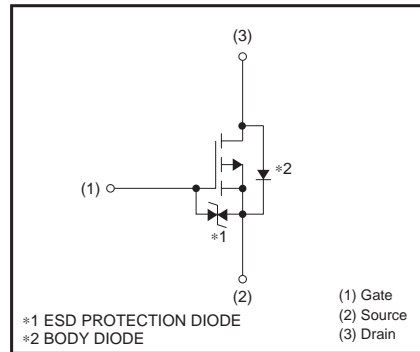 (3)
∗2
(1)
∗1
(2)
∗1 ESD PROTECTION DIODE
∗2 BODY DIODE
(1) Gate
(2) Source
(3) Drain